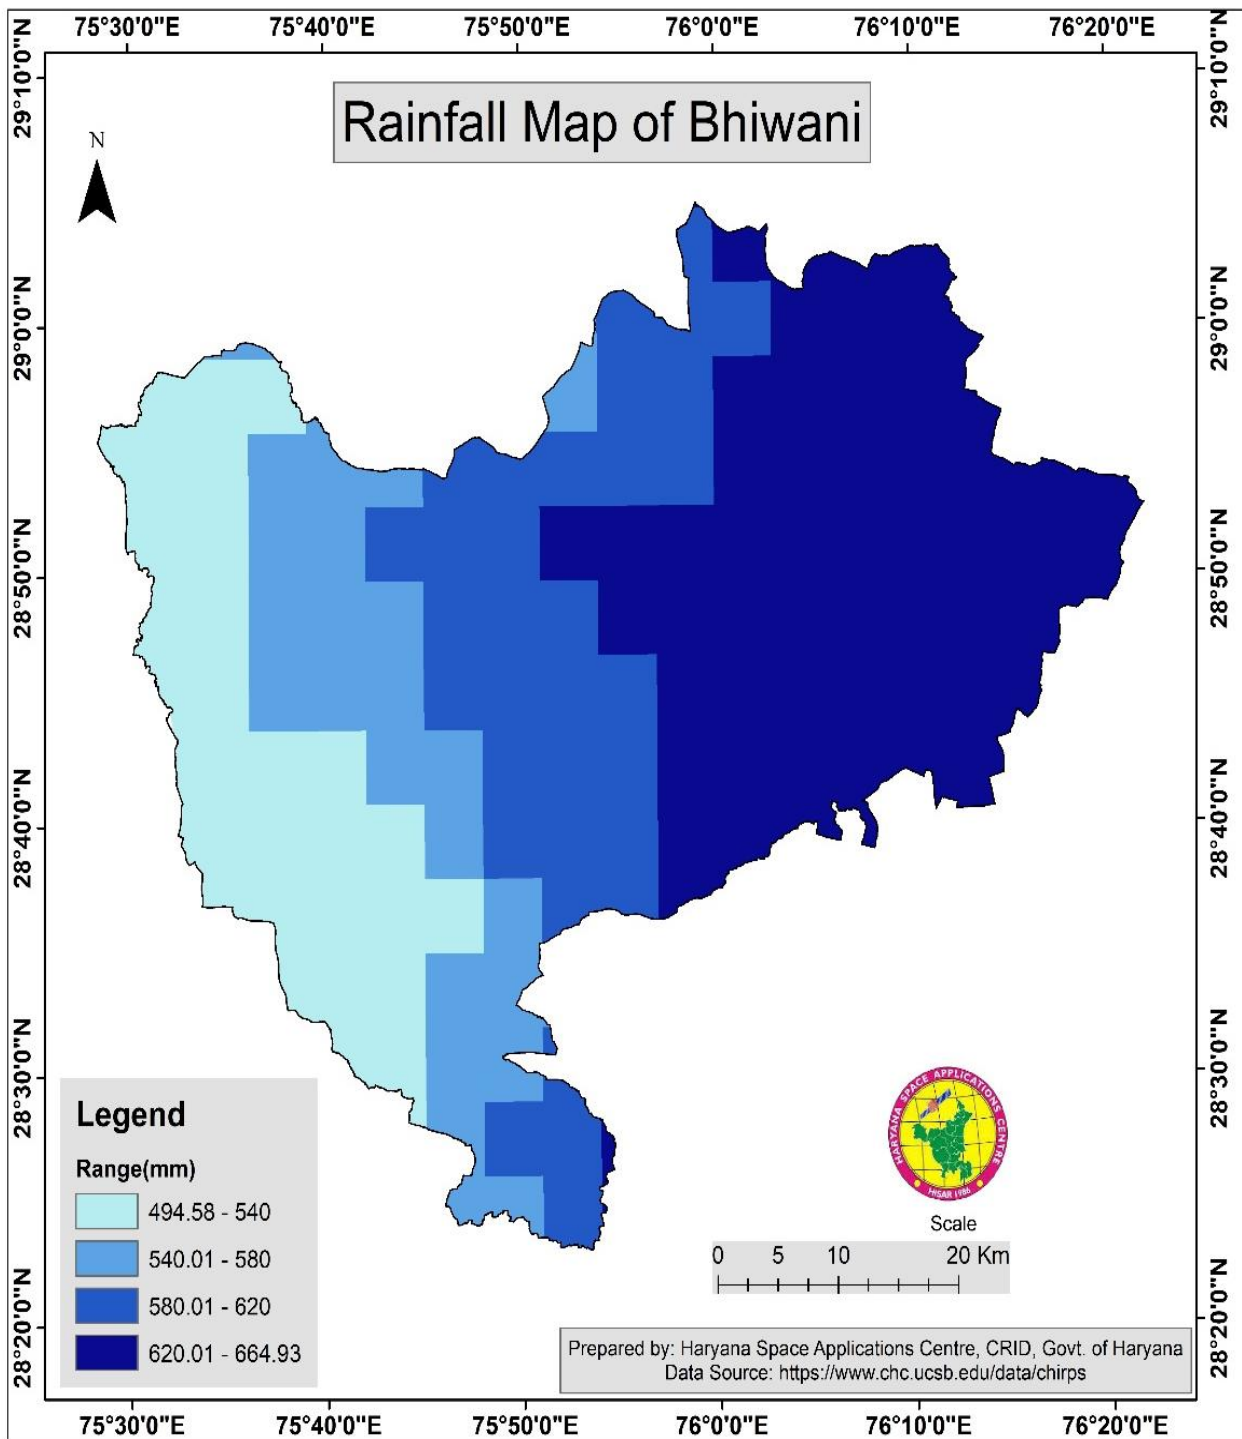 75°30'0"E 75°40'0"E 75°50'0"E 76°0'0"E 76°10'0"E 76°20'0"E
Rainfall Map of Bhiwani
N
29°10'0"N 29°10'0"N
29°0'0"N 29°0'0"N
28°50'0"N 28°50'0"N
28°40'0"N 28°40'0"N
28°30'0"N 28°30'0"N
28°20'0"N 28°20'0"N
Legend
Range(mm)
494.58 - 540
540.01 - 580
580.01 - 620
620.01 - 664.93
HARYANA SPACE APPLICATIONS CENTRE
HISAR 1986
Scale
0 5 10 20 Km
Prepared by: Haryana Space Applications Centre, CRID, Govt. of Haryana
Data Source: https://www.chc.ucsb.edu/data/chirps
75°30'0"E 75°40'0"E 75°50'0"E 76°0'0"E 76°10'0"E 76°20'0"E